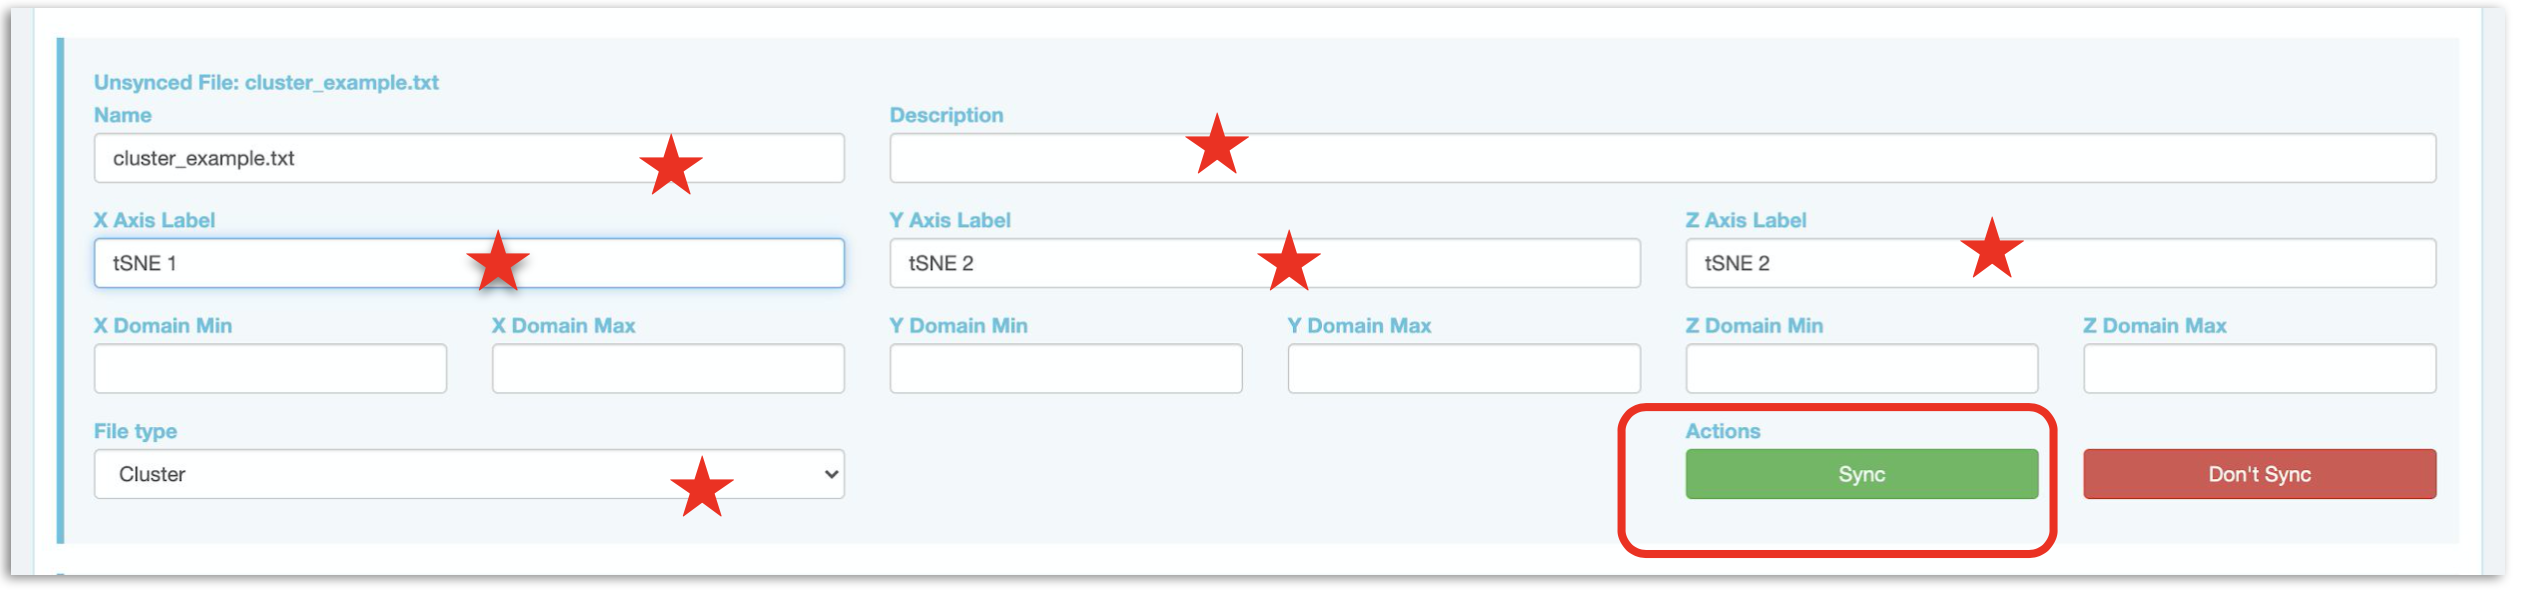 Unsynced File: cluster_example.txt
Name Description
cluster_example.txt
X Axis Label Y Axis Label Z Axis Label
tSNE 1 tSNE 2 tSNE 2
X Domain Min X Domain Max Y Domain Min Y Domain Max Z Domain Min Z Domain Max
File type Actions
Cluster Sync Don't Sync